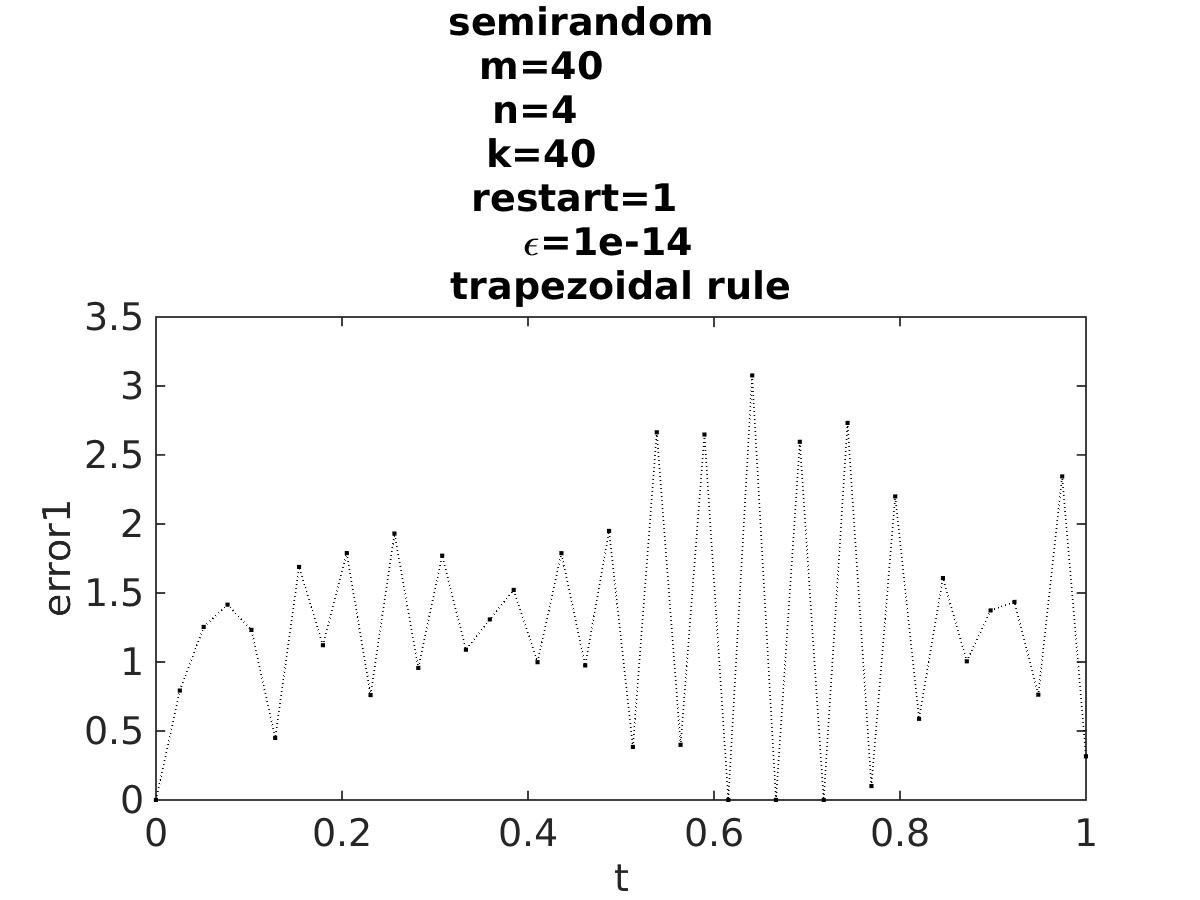 semirandom
m=40
n=4
k=40
restart=1
ϵ=1e-14
trapezoidal rule
3.5
3
2.5
2
1.5
1
0.5
0
error1
0 0.2 0.4 0.6 0.8 1
t